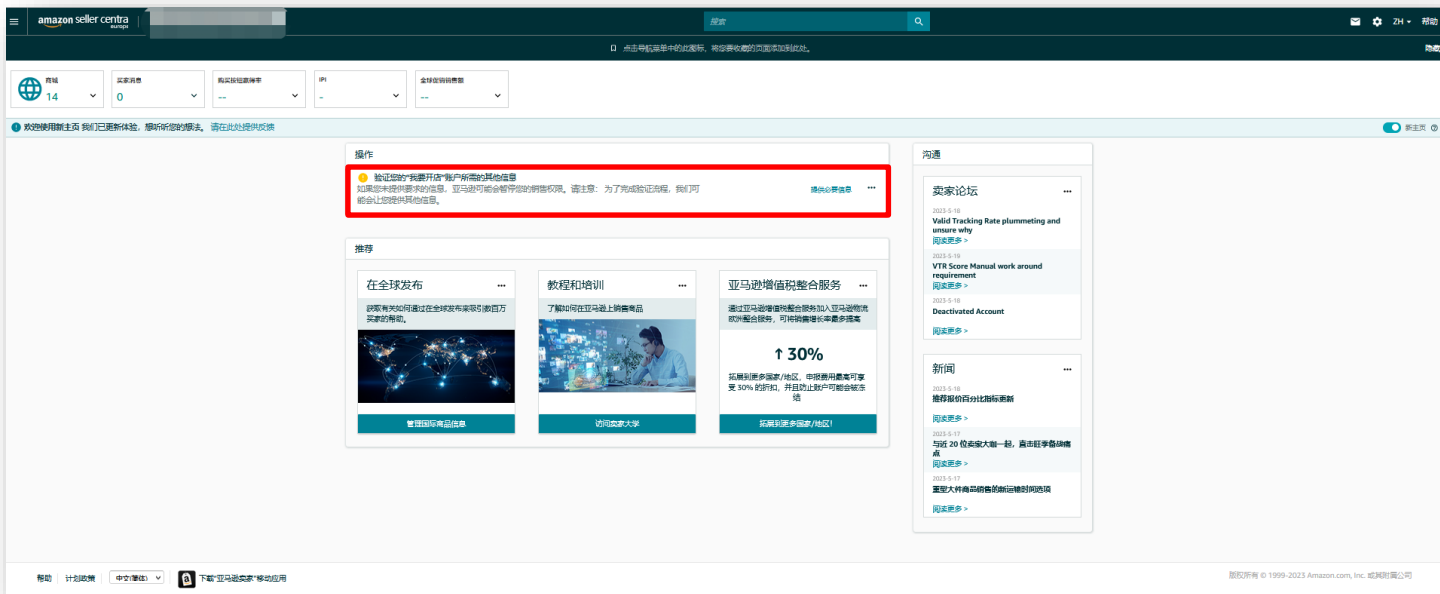 amazon seller centra
europe
搜索
ZH
帮助
点击导航菜单中的此图标，将您要收藏的页面添加到此处。
隐藏
商城
14
买家消息
0
购买按钮赢得率
--
IPI
-
全球促销销售额
--
欢迎使用新主页 我们已更新体验，想听听您的想法。 请在此处提供反馈
新主页
操作
验证您的“我要开店”账户所需的其他信息
如果您未提供要求的信息，亚马逊可能会暂停您的销售权限。请注意： 为了完成验证流程，我们可
能会让您提供其他信息。
提供必要信息
推荐
在全球发布
获取有关如何通过在全球发布来吸引数百万
买家的帮助。
管理国际商品信息
教程和培训
了解如何在亚马逊上销售商品
访问卖家大学
亚马逊增值税整合服务
通过亚马逊增值税整合服务加入亚马逊物流
欧洲整合服务，可将销售增长率最多提高
↑ 30%
拓展到更多国家/地区，申报费用最高可享
受 30% 的折扣，并且防止账户可能会被冻
结
拓展到更多国家/地区!
沟通
卖家论坛
2023-5-18
Valid Tracking Rate plummeting and
unsure why
阅读更多 >
2023-5-19
VTR Score Manual work around
requirement
阅读更多 >
2023-5-18
Deactivated Account
阅读更多 >
新闻
2023-5-18
推荐报价百分比指标更新
阅读更多 >
2023-5-17
与近 20 位卖家大咖一起，直击旺季备战痛
点
阅读更多 >
2023-5-17
重型大件商品销售的新运输时间选项
阅读更多 >
帮助
计划政策
中文(简体)
下载“亚马逊卖家”移动应用
版权所有 © 1999-2023 Amazon.com, Inc. 或其附属公司